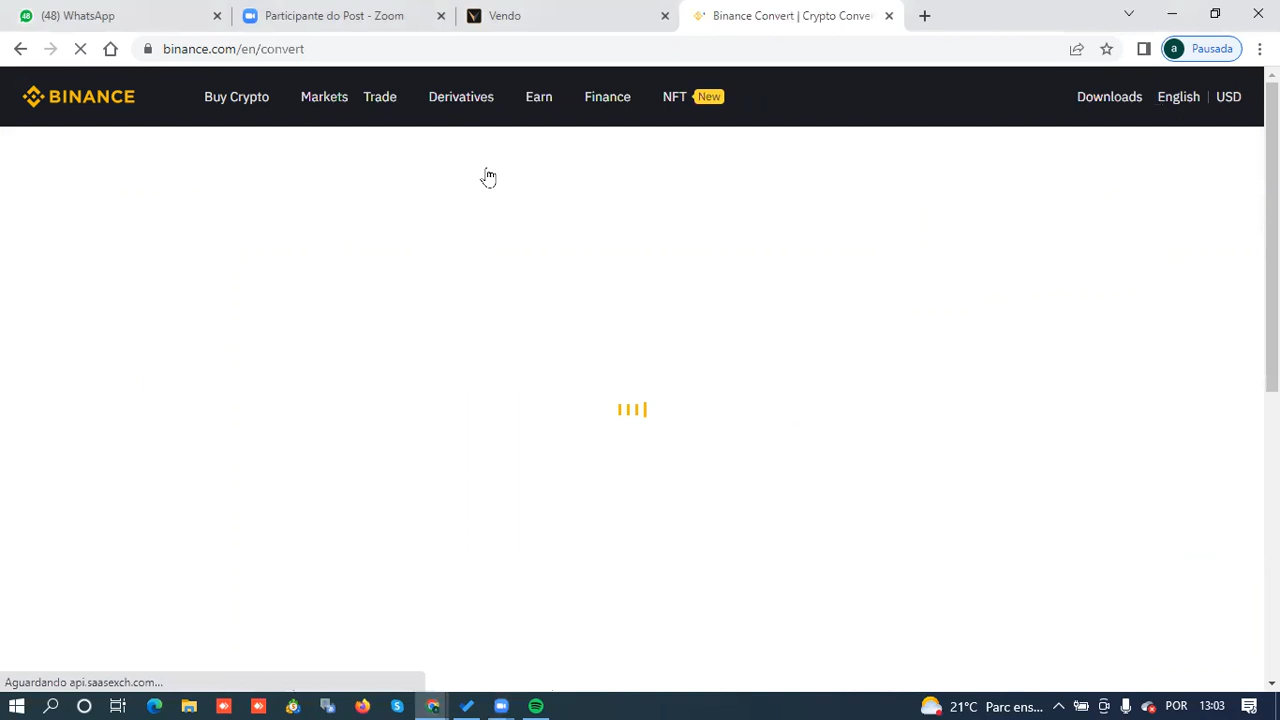 (48) WhatsApp
Participante do Post - Zoom
Vendo
Binance Convert | Crypto Conve
binance.com/en/convert
a Pausada
BINANCE
Buy Crypto
Markets
Trade
Derivatives
Earn
Finance
NFT New
Downloads
English
USD
Aguardando api.saasexch.com...
21°C Parc ens...
POR
13:03